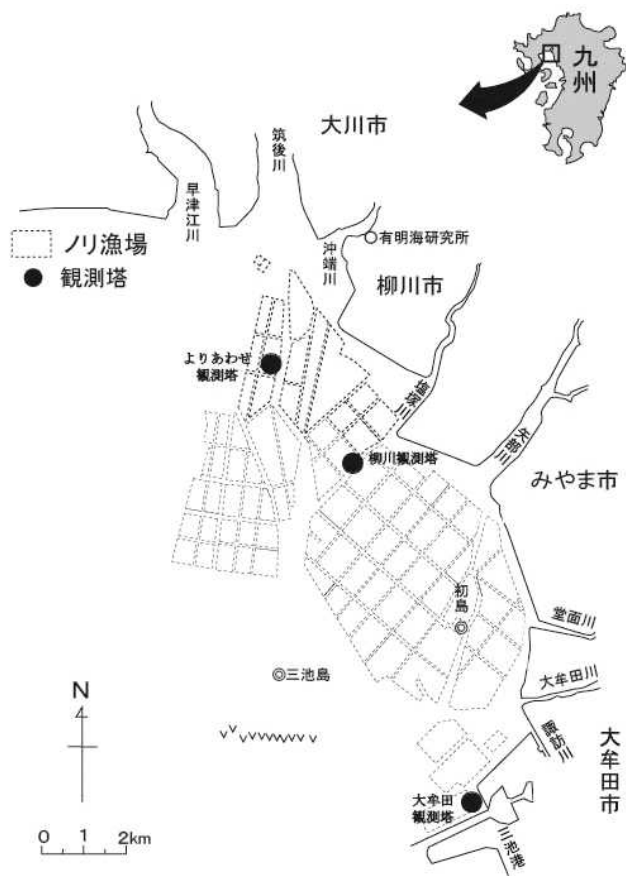 九州
大川市
筑後川
早津江川
ノリ漁場
観測塔
有明海研究所
沖端川
柳川市
よりあわせ
観測塔
塩塚川
矢部川
柳川観測塔
みやま市
初島
堂面川
三池島
大牟田川
N
諏訪川
大牟田市
大牟田
観測塔
三池港
0 1 2km